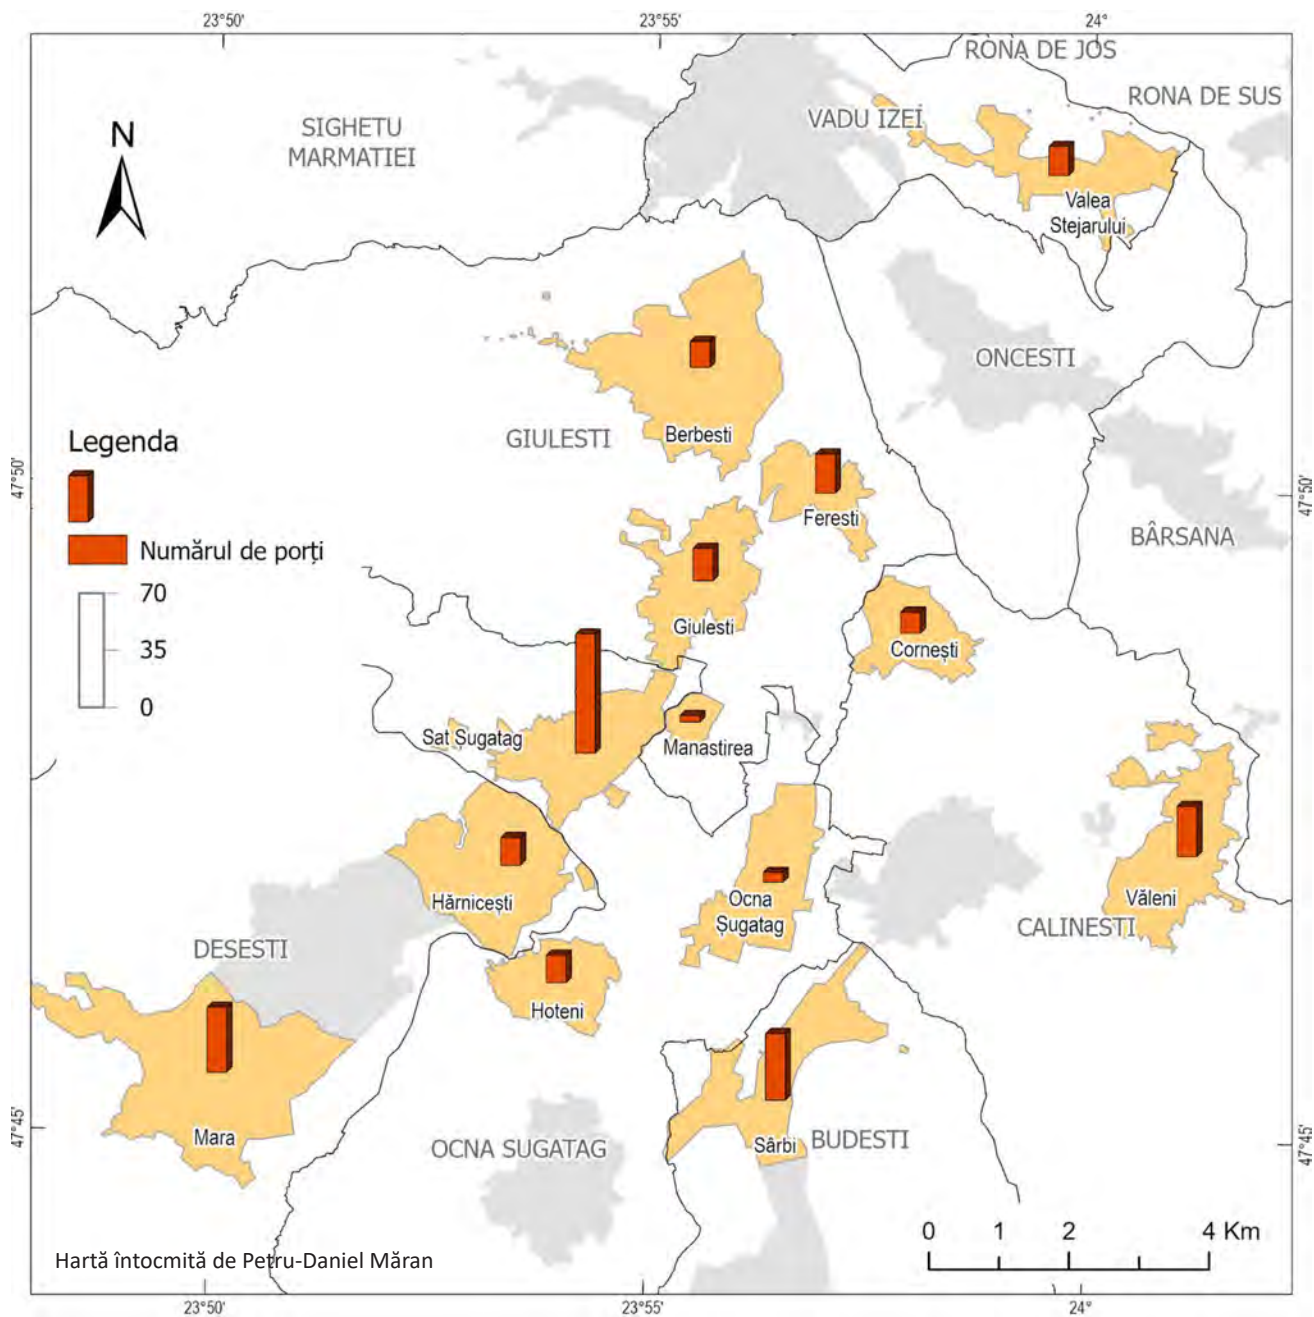 23°50'
23°55'
24°
RONA DE JOS
RONA DE SUS
VADU IZEI
SIGHETU
MARMATIEI
N
Valea
Stejarului
ONCESTI
Berbesti
GIULESTI
Legenda
47°50'
47°50'
Feresti
BÂRSANA
Numărul de porți
70
35
0
Giulesti
Cornești
Sat Șugatag
Manastirea
Hărnicești
Ocna
Șugatag
Văleni
CALINESTI
DESESTI
Hoteni
Mara
47°45'
47°45'
OCNA SUGATAG
Sârbi
BUDESTI
0 1 2 4 Km
Hartă întocmită de Petru-Daniel Măran
23°50'
23°55'
24°